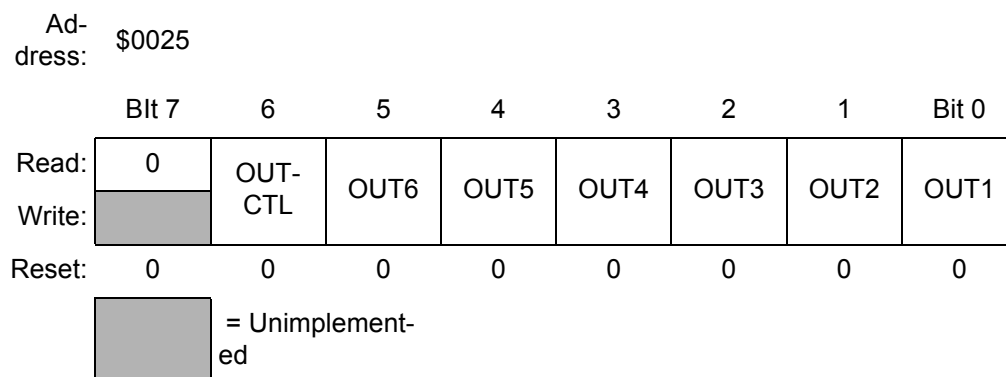 Ad-
dress: $0025
BIt 7 6 5 4 3 2 1 Bit 0
Read: 0 OUT-
CTL OUT6 OUT5 OUT4 OUT3 OUT2 OUT1
Write:
Reset: 0 0 0 0 0 0 0 0
= Unimplement-
ed